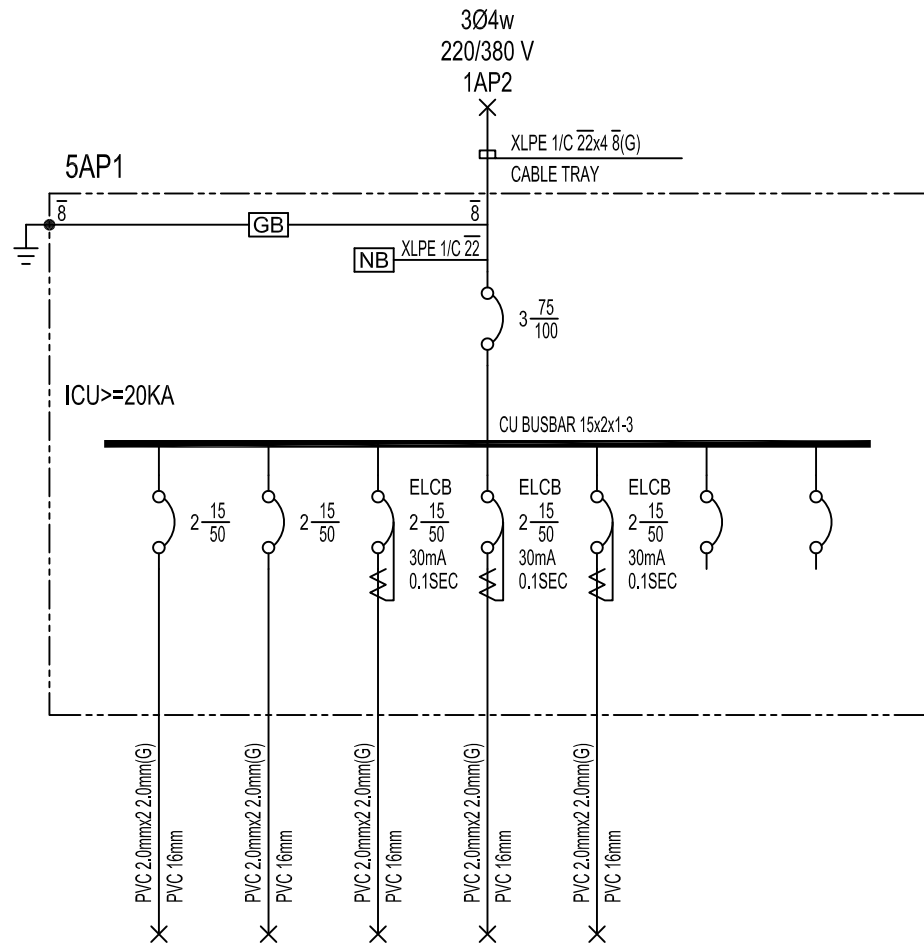 3Ø4w
220/380 V
1AP2
XLPE 1/C 22x4 8(G)
CABLE TRAY
5AP1
8
8
GB
NB
XLPE 1/C 22
3 75/100
ICU>=20KA
CU BUSBAR 15x2x1-3
2 15/50
2 15/50
ELCB
2 15/50
30mA
0.1SEC
ELCB
2 15/50
30mA
0.1SEC
ELCB
2 15/50
30mA
0.1SEC
PVC 2.0mmx2 2.0mm(G)
PVC 16mm
PVC 2.0mmx2 2.0mm(G)
PVC 16mm
PVC 2.0mmx2 2.0mm(G)
PVC 16mm
PVC 2.0mmx2 2.0mm(G)
PVC 16mm
PVC 2.0mmx2 2.0mm(G)
PVC 16mm